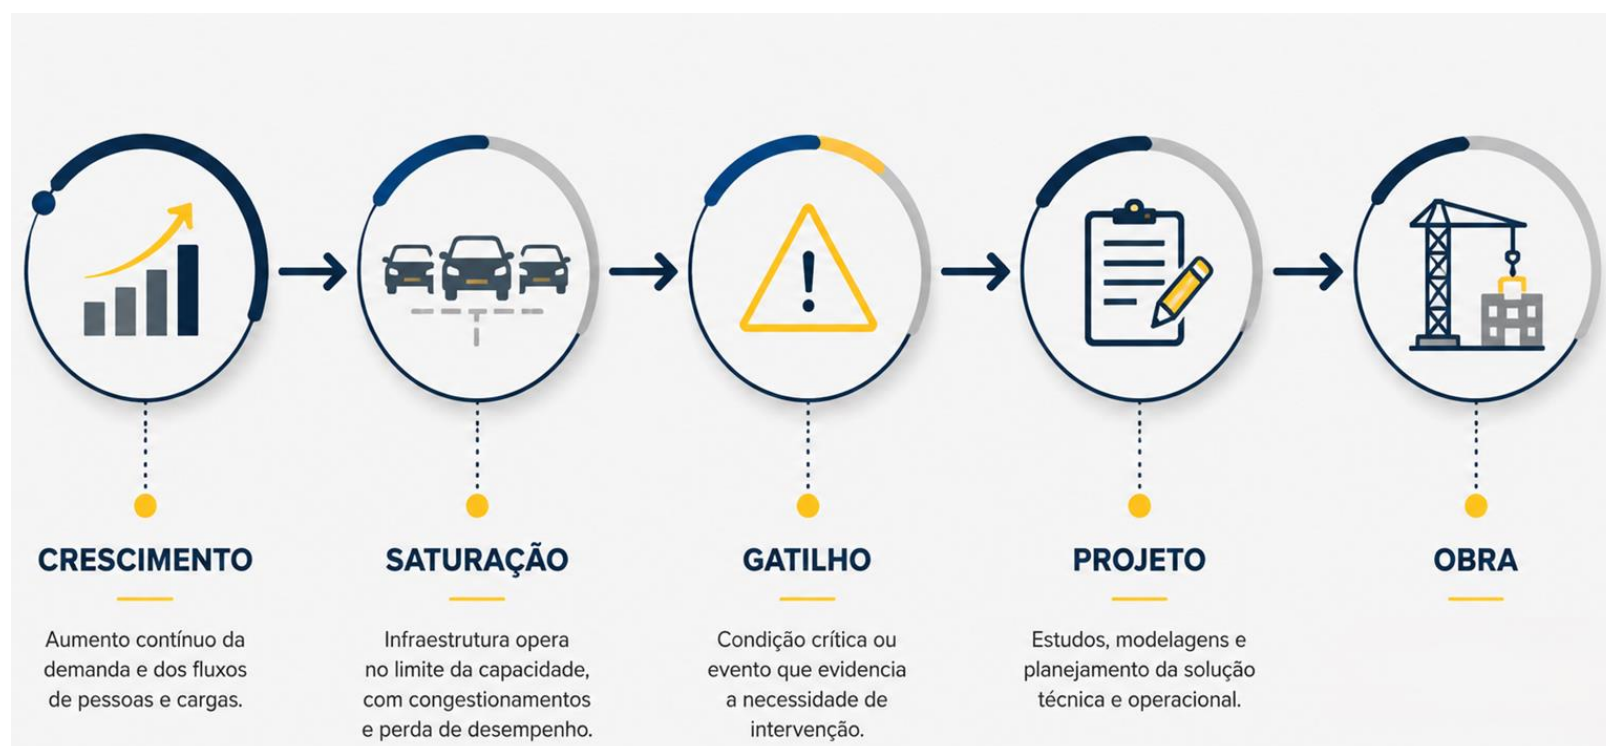 CRESCIMENTO
Aumento contínuo da
demanda e dos fluxos
de pessoas e cargas.
SATURAÇÃO
Infraestrutura opera
no limite da capacidade,
com congestionamentos
e perda de desempenho.
GATILHO
Condição crítica ou
evento que evidencia
a necessidade de
intervenção.
PROJETO
Estudos, modelagens e
planejamento da solução
técnica e operacional.
OBRA